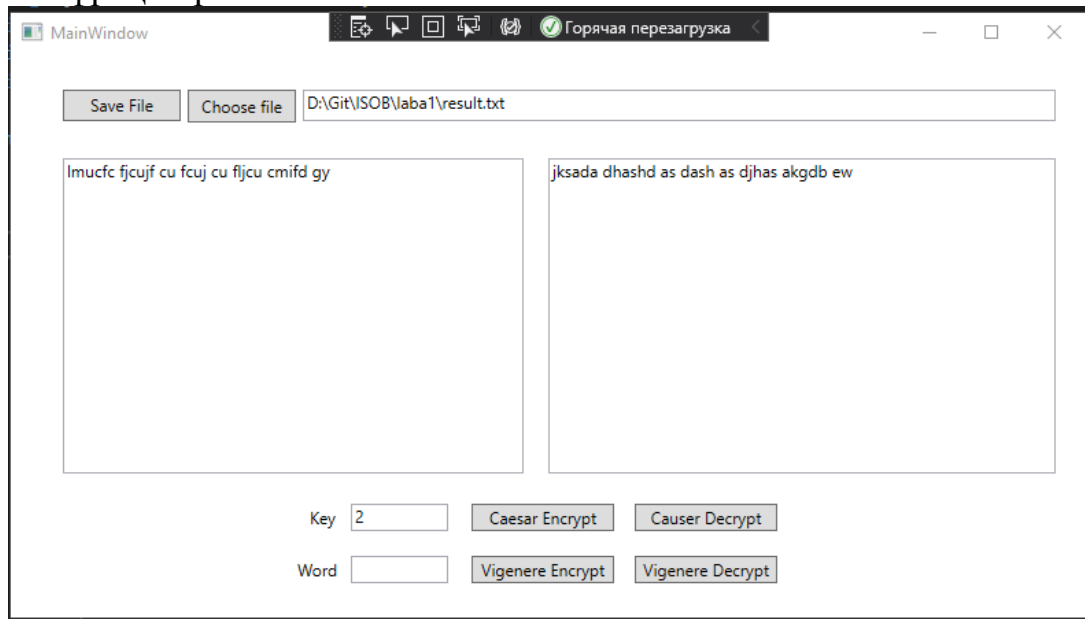 MainWindow
Горячая перезагрузка
Save File
Choose file
D:\Git\ISOB\laba1\result.txt
lmucfc fjcujf cu fcuj cu fljcu cmifd gy
jksada dhashd as dash as djhas akgdb ew
Key
2
Caesar Encrypt
Causer Decrypt
Word
Vigenere Encrypt
Vigenere Decrypt